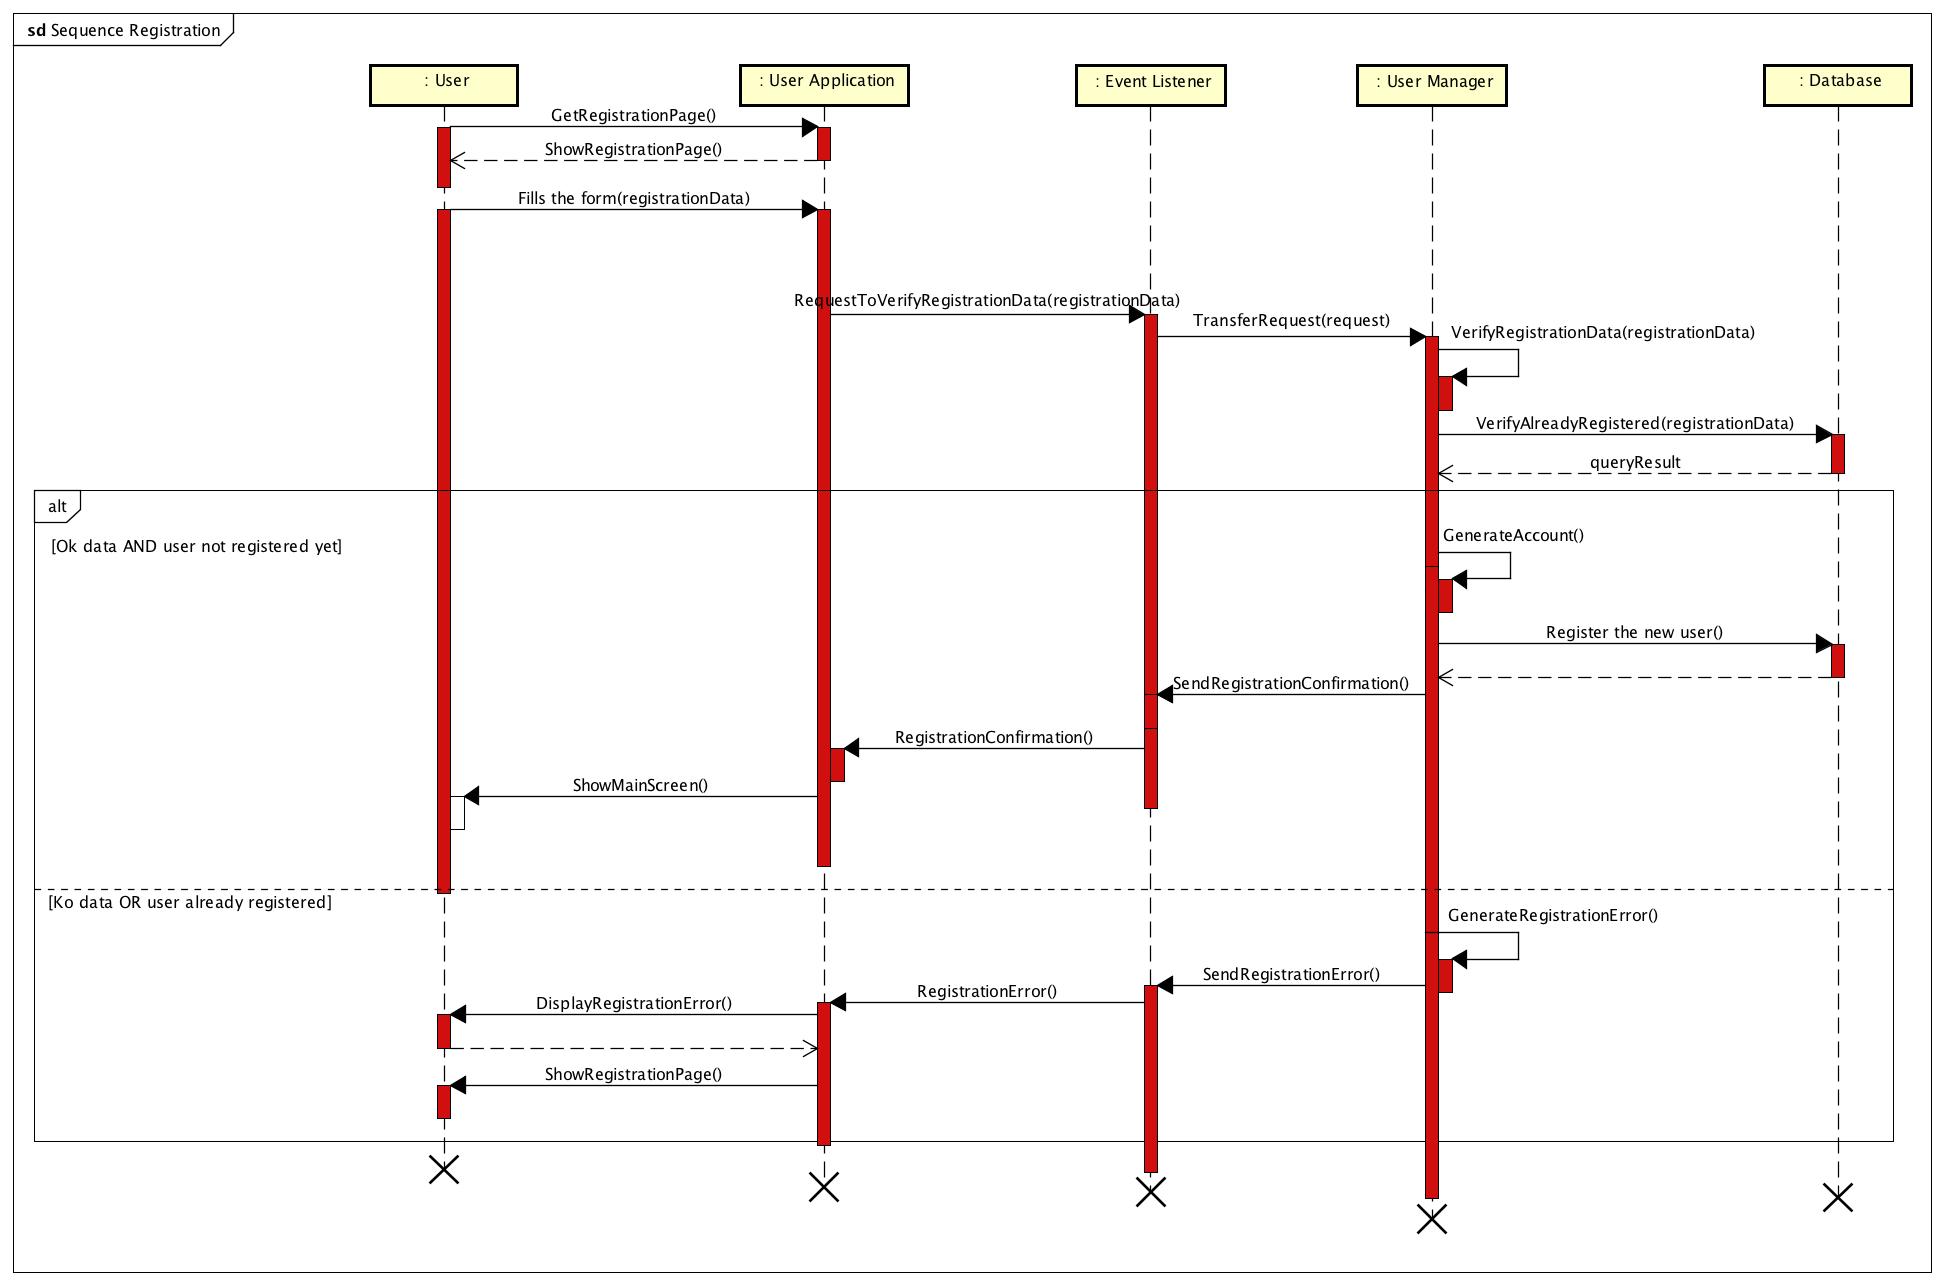 sd Sequence Registration
: User
: User Application
: Event Listener
: User Manager
: Database
GetRegistrationPage()
ShowRegistrationPage()
Fills the form(registrationData)
RequestToVerifyRegistrationData(registrationData)
TransferRequest(request)
VerifyRegistrationData(registrationData)
VerifyAlreadyRegistered(registrationData)
queryResult
alt
[Ok data AND user not registered yet]
GenerateAccount()
Register the new user()
SendRegistrationConfirmation()
RegistrationConfirmation()
ShowMainScreen()
[Ko data OR user already registered]
GenerateRegistrationError()
SendRegistrationError()
RegistrationError()
DisplayRegistrationError()
ShowRegistrationPage()